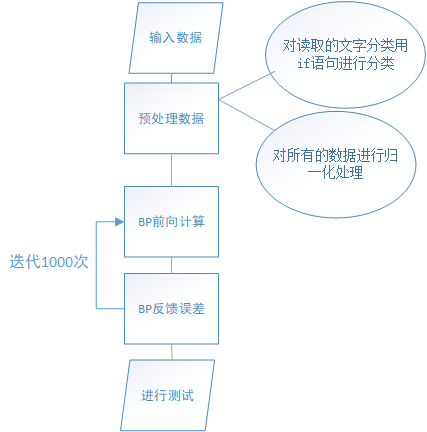 输入数据
对读取的文字分类用
if语句进行分类
预处理数据
对所有的数据进行归
一化处理
BP前向计算
迭代1000次
BP反馈误差
进行测试